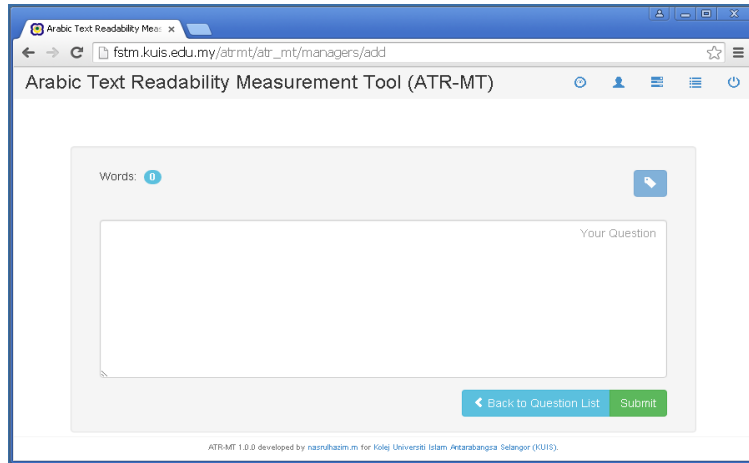 Arabic Text Readability Mea
fstm.kuis.edu.my/atrmt/atr_mt/managers/add
Arabic Text Readability Measurement Tool (ATR-MT)
Words: 0
Your Question
Back to Question List Submit
ATR-MT 1.0.0 developed by nasrulhazim.m for Kolej Universiti Islam Antarabangsa Selangor (KUIS).